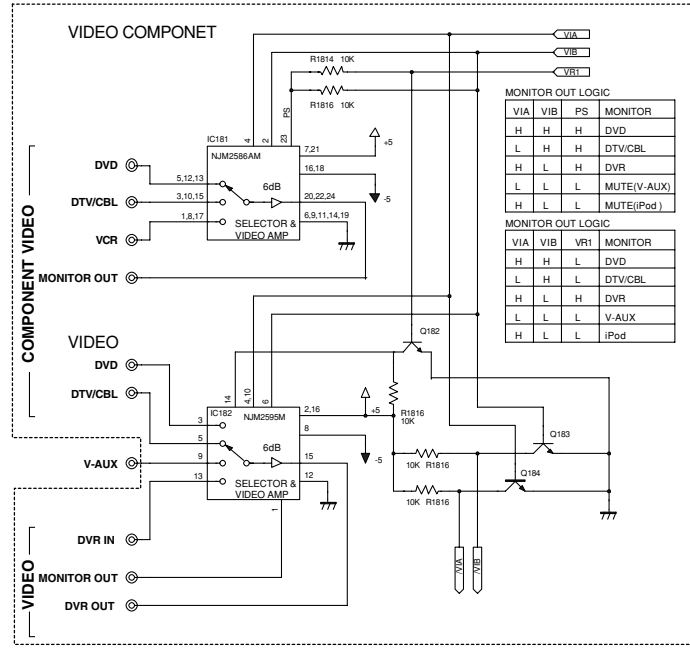 VIDEO COMPONET
VIA
VIB
VR1
R1814 10K
R1816 10K
PS
4
2
23
IC181
NJM2586AM
7,21
+5
16,18
-5
20,22,24
6,9,11,14,19
6dB
SELECTOR &
VIDEO AMP
COMPONENT VIDEO
DVD
5,12,13
DTV/CBL
3,10,15
VCR
1,8,17
MONITOR OUT
MONITOR OUT LOGIC
VIA VIB PS MONITOR
H H H DVD
L H H DTV/CBL
H L H DVR
L L L MUTE(V-AUX)
H L L MUTE(iPod )
MONITOR OUT LOGIC
VIA VIB VR1 MONITOR
H H L DVD
L H L DTV/CBL
H L H DVR
L L L V-AUX
H L L iPod
VIDEO
DVD
DTV/CBL
V-AUX
3
5
9
13
14
4,10
6
IC182
NJM2595M
2,16
+5
8
-5
15
12
6dB
SELECTOR &
VIDEO AMP
1
Q182
R1816
10K
10K R1816
Q183
Q184
10K R1816
/VIA
/VIB
VIDEO
DVR IN
MONITOR OUT
DVR OUT